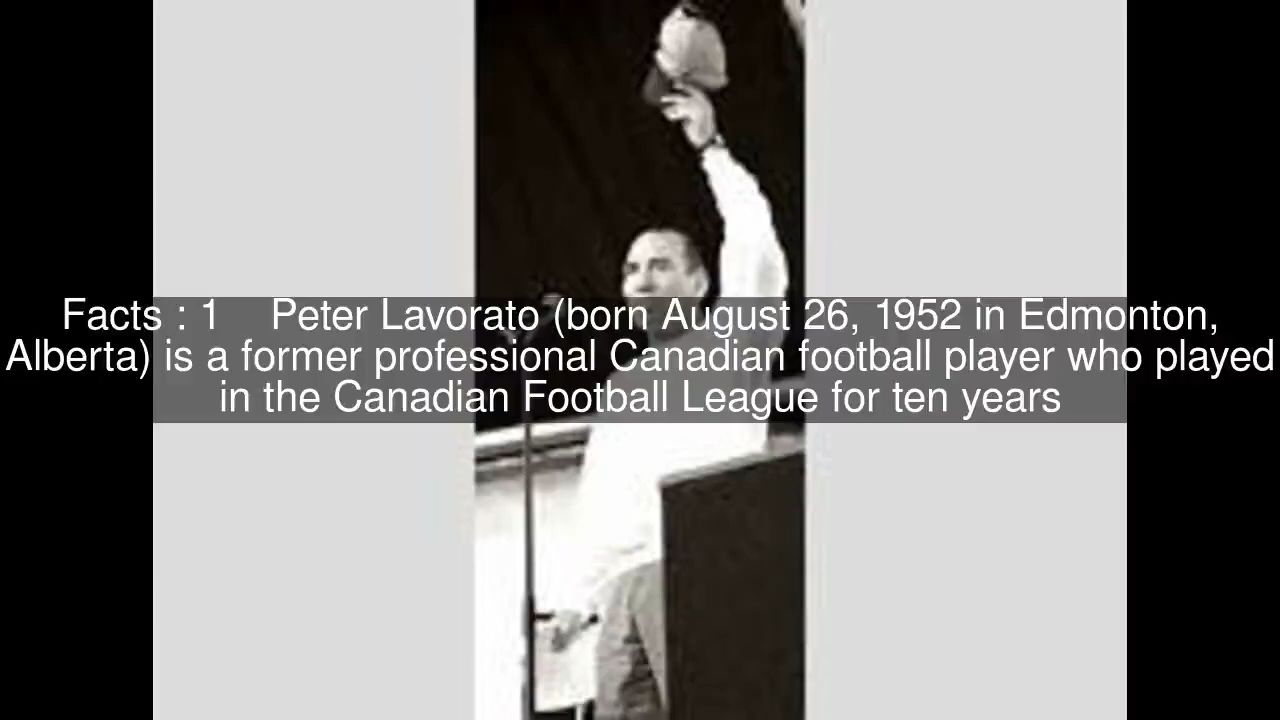 Facts : 1    Peter Lavorato (born August 26, 1952 in Edmonton,
Alberta) is a former professional Canadian football player who played
in the Canadian Football League for ten years